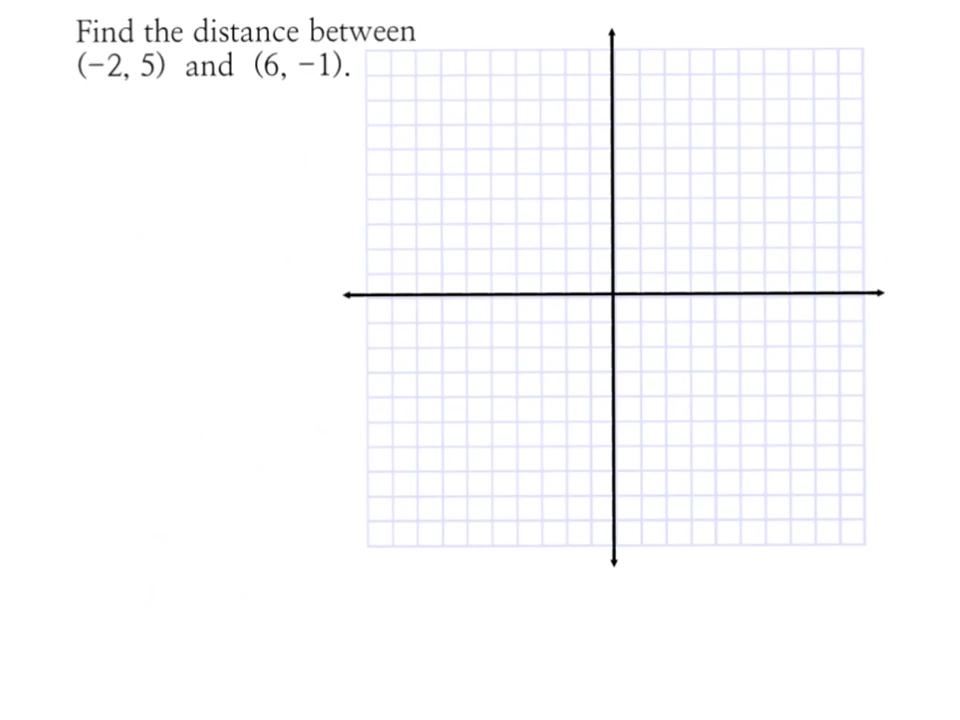 Find the distance between
(−2, 5) and (6, −1).